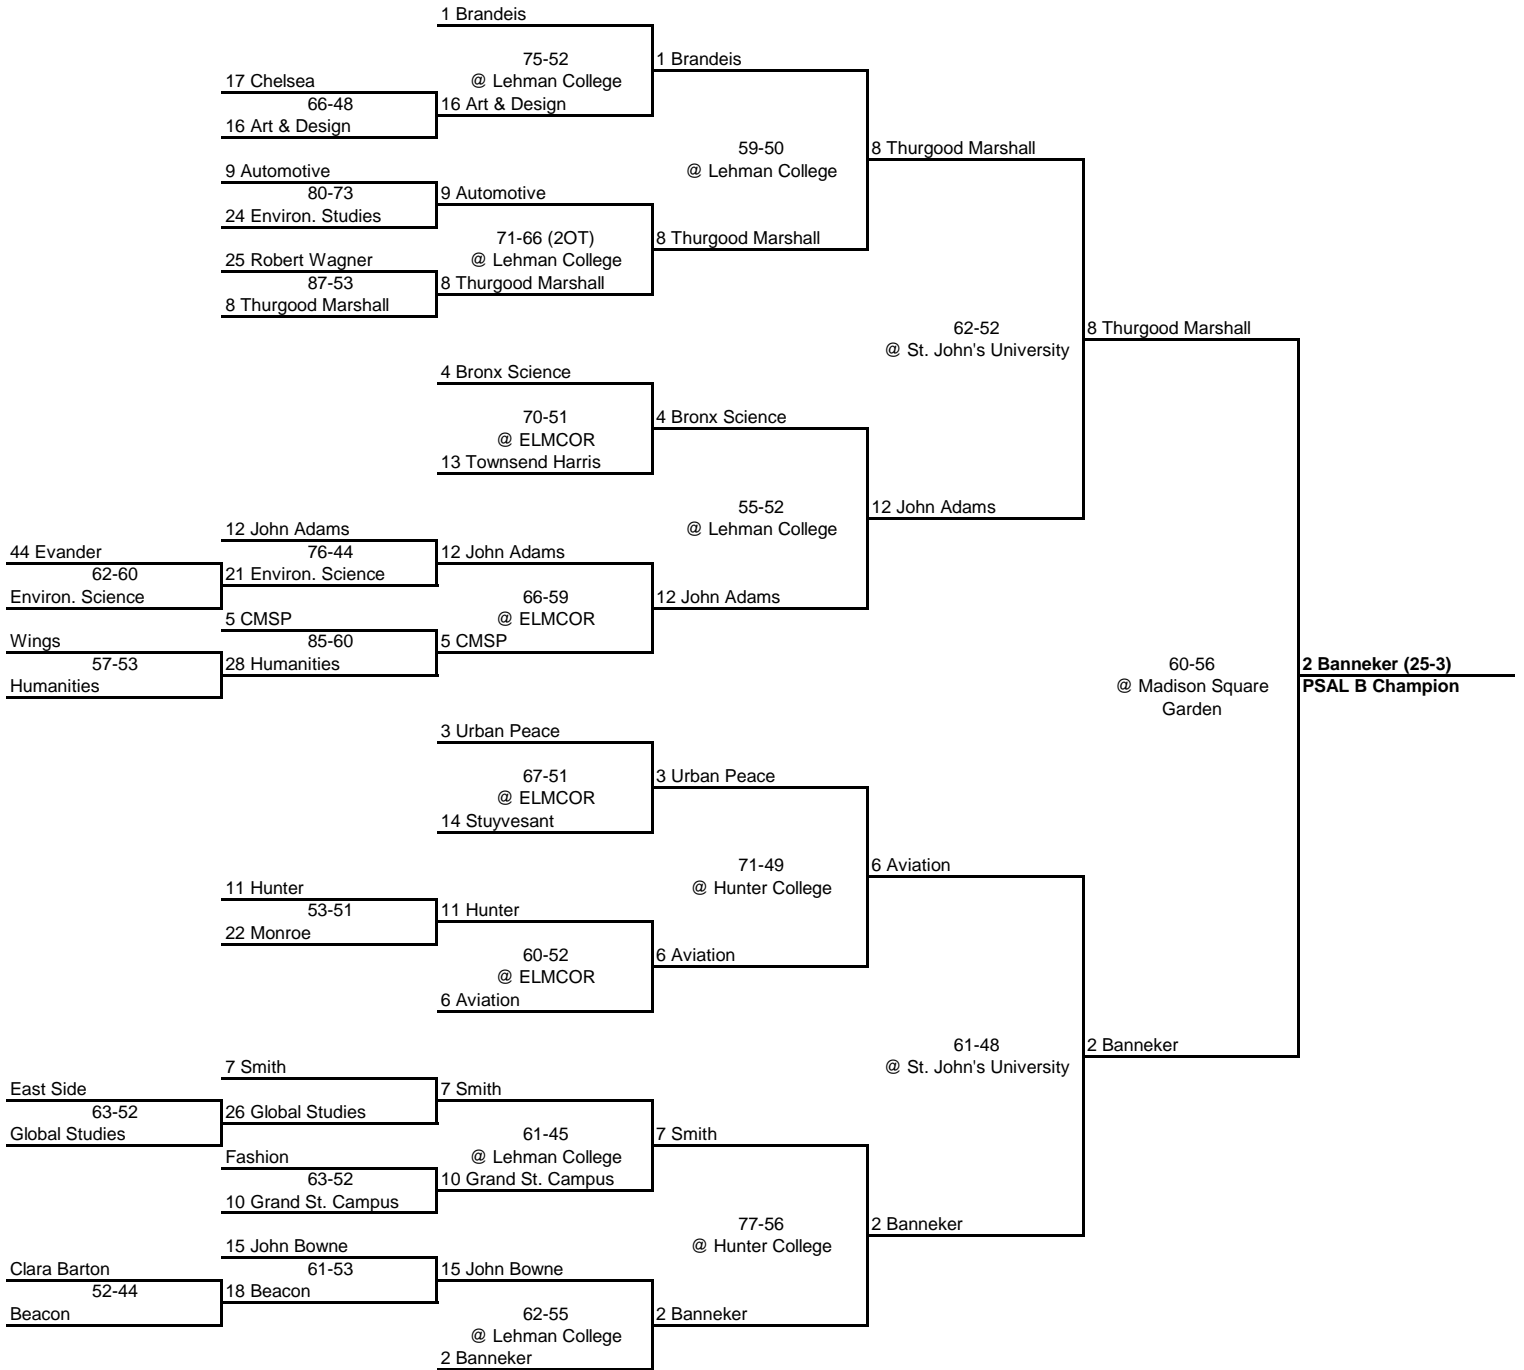 1 Brandeis
75-52
@ Lehman College
1 Brandeis
17 Chelsea
66-48
16 Art & Design
16 Art & Design
59-50
@ Lehman College
8 Thurgood Marshall
9 Automotive
80-73
24 Environ. Studies
9 Automotive
71-66 (2OT)
@ Lehman College
8 Thurgood Marshall
25 Robert Wagner
87-53
8 Thurgood Marshall
8 Thurgood Marshall
62-52
@ St. John's University
8 Thurgood Marshall
4 Bronx Science
70-51
@ ELMCOR
4 Bronx Science
13 Townsend Harris
55-52
@ Lehman College
12 John Adams
12 John Adams
44 Evander
76-44
12 John Adams
62-60
21 Environ. Science
Environ. Science
66-59
@ ELMCOR
12 John Adams
5 CMSP
Wings
85-60
5 CMSP
57-53
28 Humanities
Humanities
60-56
@ Madison Square
Garden
2 Banneker (25-3)
PSAL B Champion
3 Urban Peace
67-51
@ ELMCOR
3 Urban Peace
14 Stuyvesant
71-49
@ Hunter College
6 Aviation
11 Hunter
53-51
22 Monroe
11 Hunter
60-52
@ ELMCOR
6 Aviation
6 Aviation
61-48
@ St. John's University
2 Banneker
7 Smith
East Side
7 Smith
63-52
26 Global Studies
Global Studies
61-45
@ Lehman College
7 Smith
Fashion
63-52
10 Grand St. Campus
10 Grand St. Campus
77-56
@ Hunter College
2 Banneker
15 John Bowne
Clara Barton
61-53
15 John Bowne
52-44
18 Beacon
Beacon
62-55
@ Lehman College
2 Banneker
2 Banneker